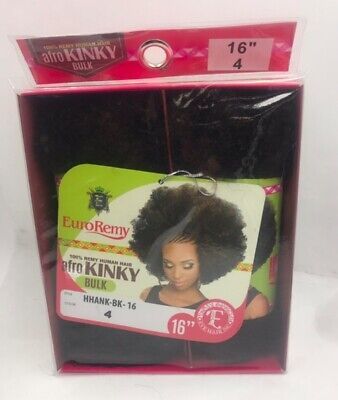 100% REMY HUMAN HAIR
afro KINKY
BULK
16"
4
EuroRemy
100% REMY HUMAN HAIR
afro KINKY
BULK
HHANK-BK-16
4
16"